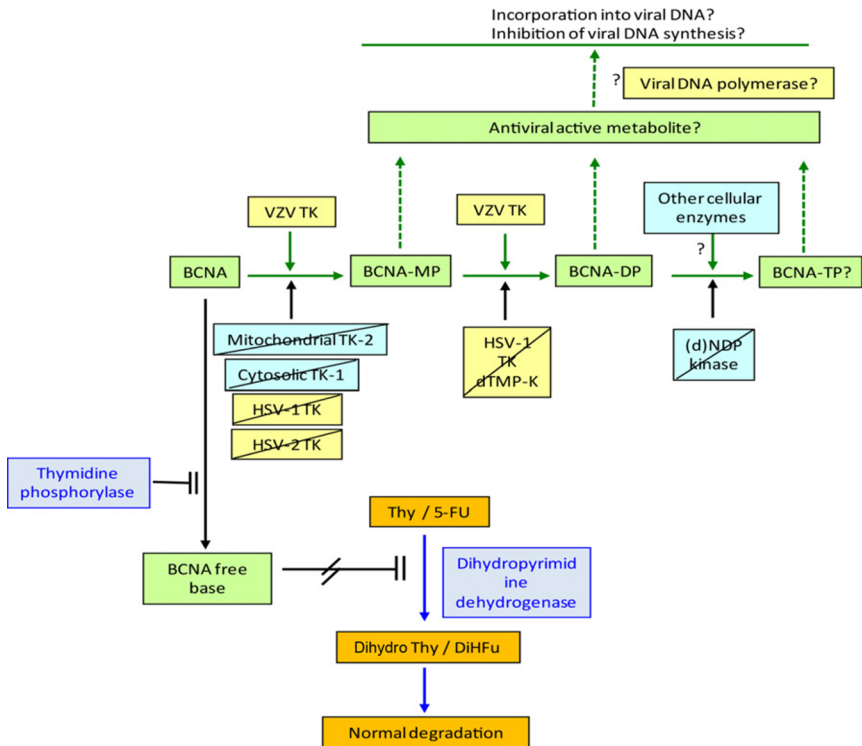 Incorporation into viral DNA?
Inhibition of viral DNA synthesis?
?
Viral DNA polymerase?
Antiviral active metabolite?
VZV TK
VZV TK
Other cellular
enzymes
?
BCNA
BCNA-MP
BCNA-DP
BCNA-TP?
Mitochondrial TK-2
Cytosolic TK-1
HSV-1 TK
HSV-2 TK
HSV-1
TK
dTMP-K
(d)NDP
kinase
Thymidine
phosphorylase
Thy / 5-FU
BCNA free
base
Dihydropyrimid
ine
dehydrogenase
Dihydro Thy / DiHFu
Normal degradation